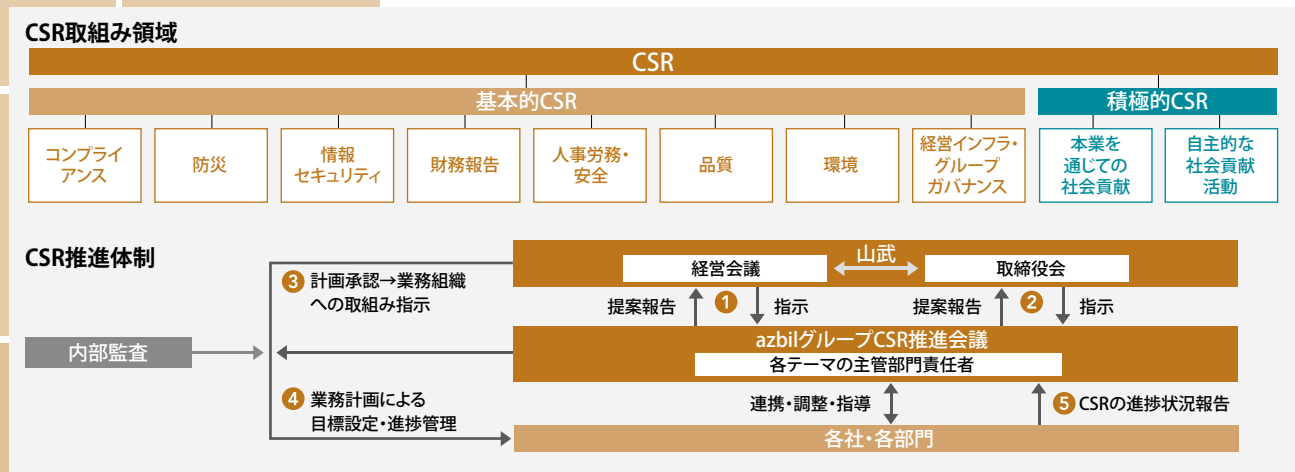 CSR取組み領域
CSR
基本的CSR
積極的CSR
コンプライ
アンス
防災
情報
セキュリティ
財務報告
人事労務・
安全
品質
環境
経営インフラ・
グループ
ガバナンス
本業を
通じての
社会貢献
自主的な
社会貢献
活動
CSR推進体制
山武
経営会議
取締役会
3 計画承認→業務組織
への取組み指示
提案報告 1 指示
提案報告 2 指示
azbilグループCSR推進会議
各テーマの主管部門責任者
内部監査
4 業務計画による
目標設定・進捗管理
連携・調整・指導
5 CSRの進捗状況報告
各社・各部門